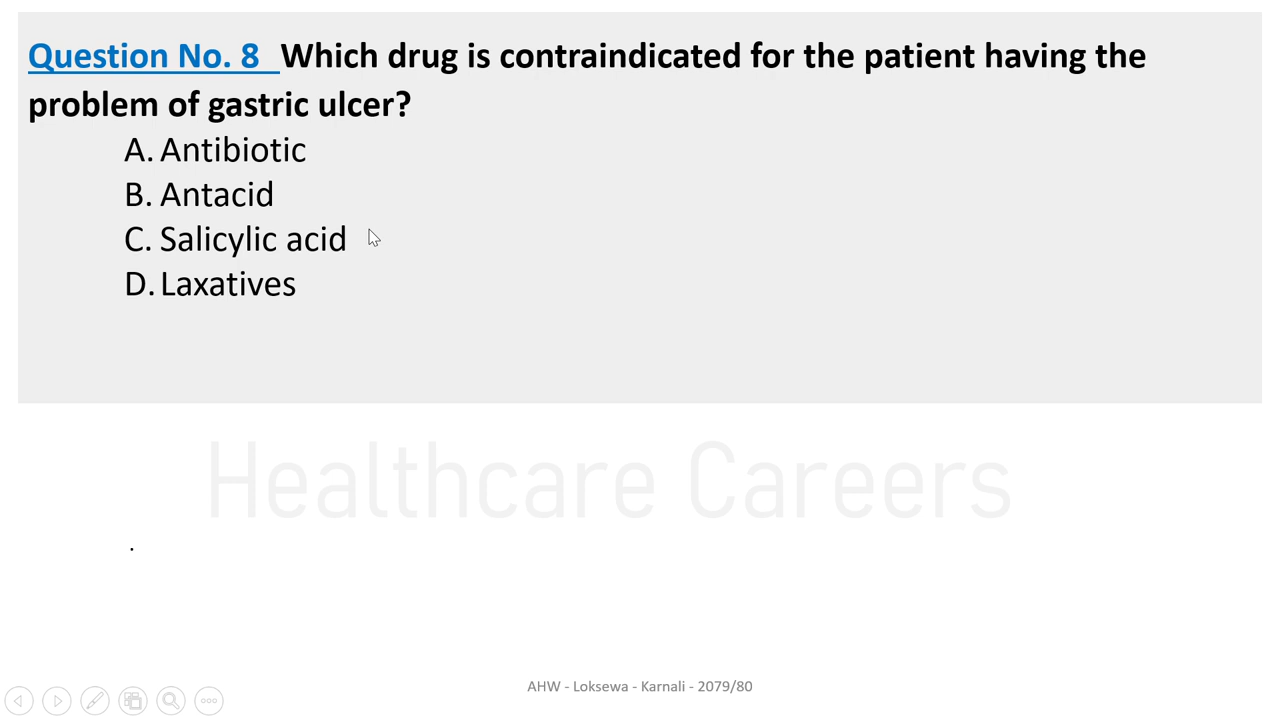 Question No. 8 Which drug is contraindicated for the patient having the
problem of gastric ulcer?
A. Antibiotic
B. Antacid
C. Salicylic acid
D. Laxatives
Healthcare Careers
.
AHW - Loksewa - Karnali - 2079/80